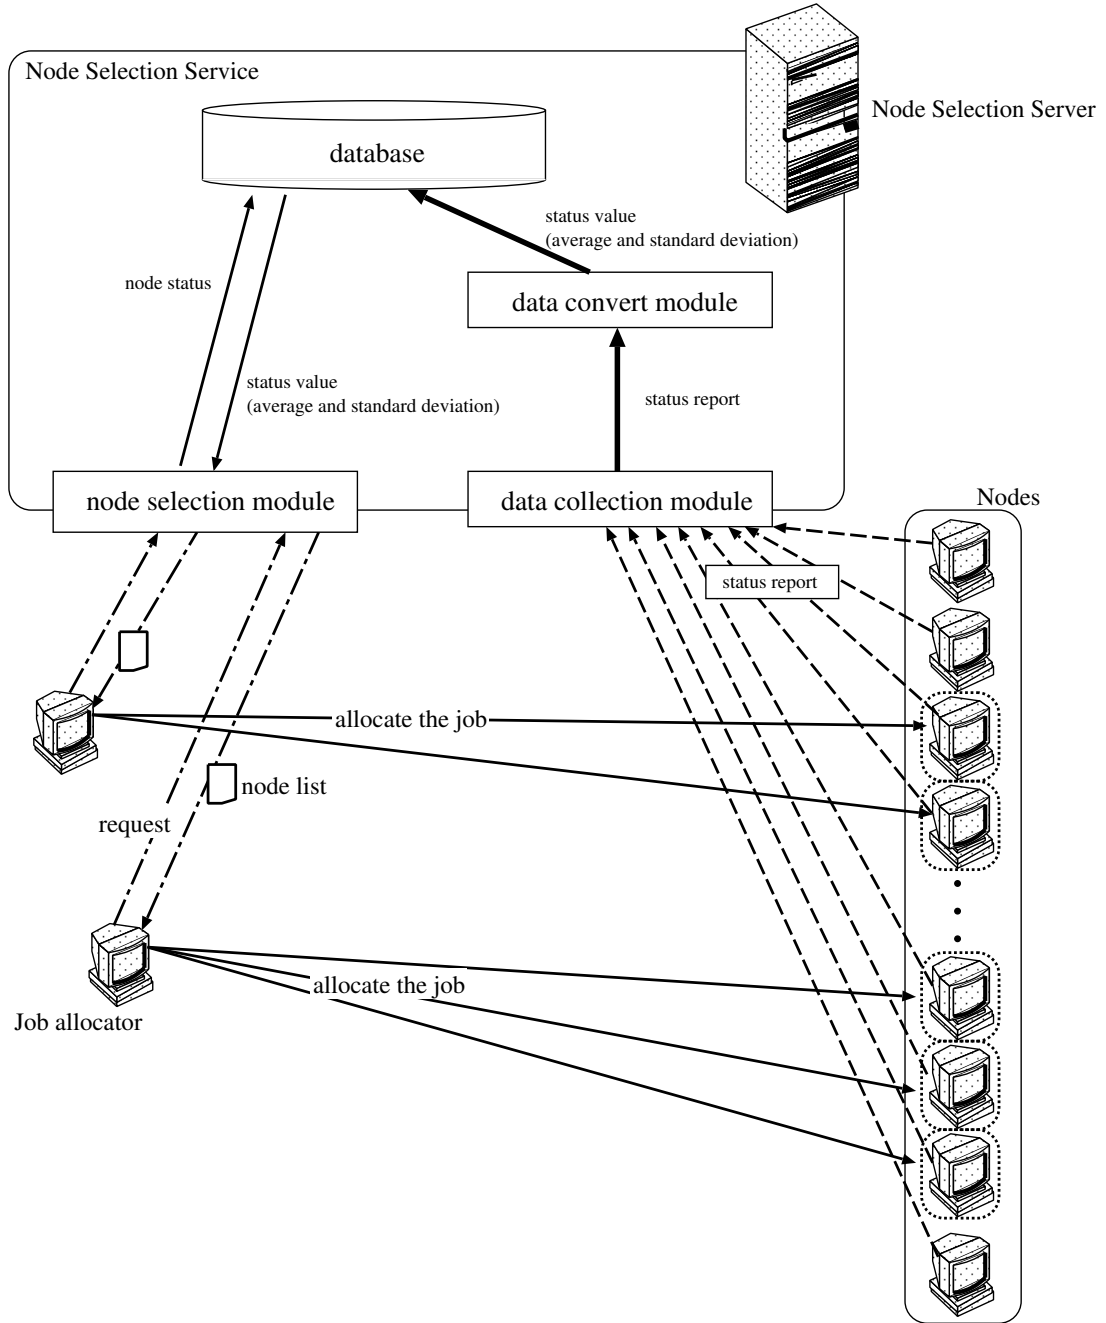 Node Selection Service
Node Selection Server
database
status value
(average and standard deviation)
node status
data convert module
status value
(average and standard deviation)
status report
node selection module
data collection module
Nodes
status report
allocate the job
node list
request
allocate the job
Job allocator